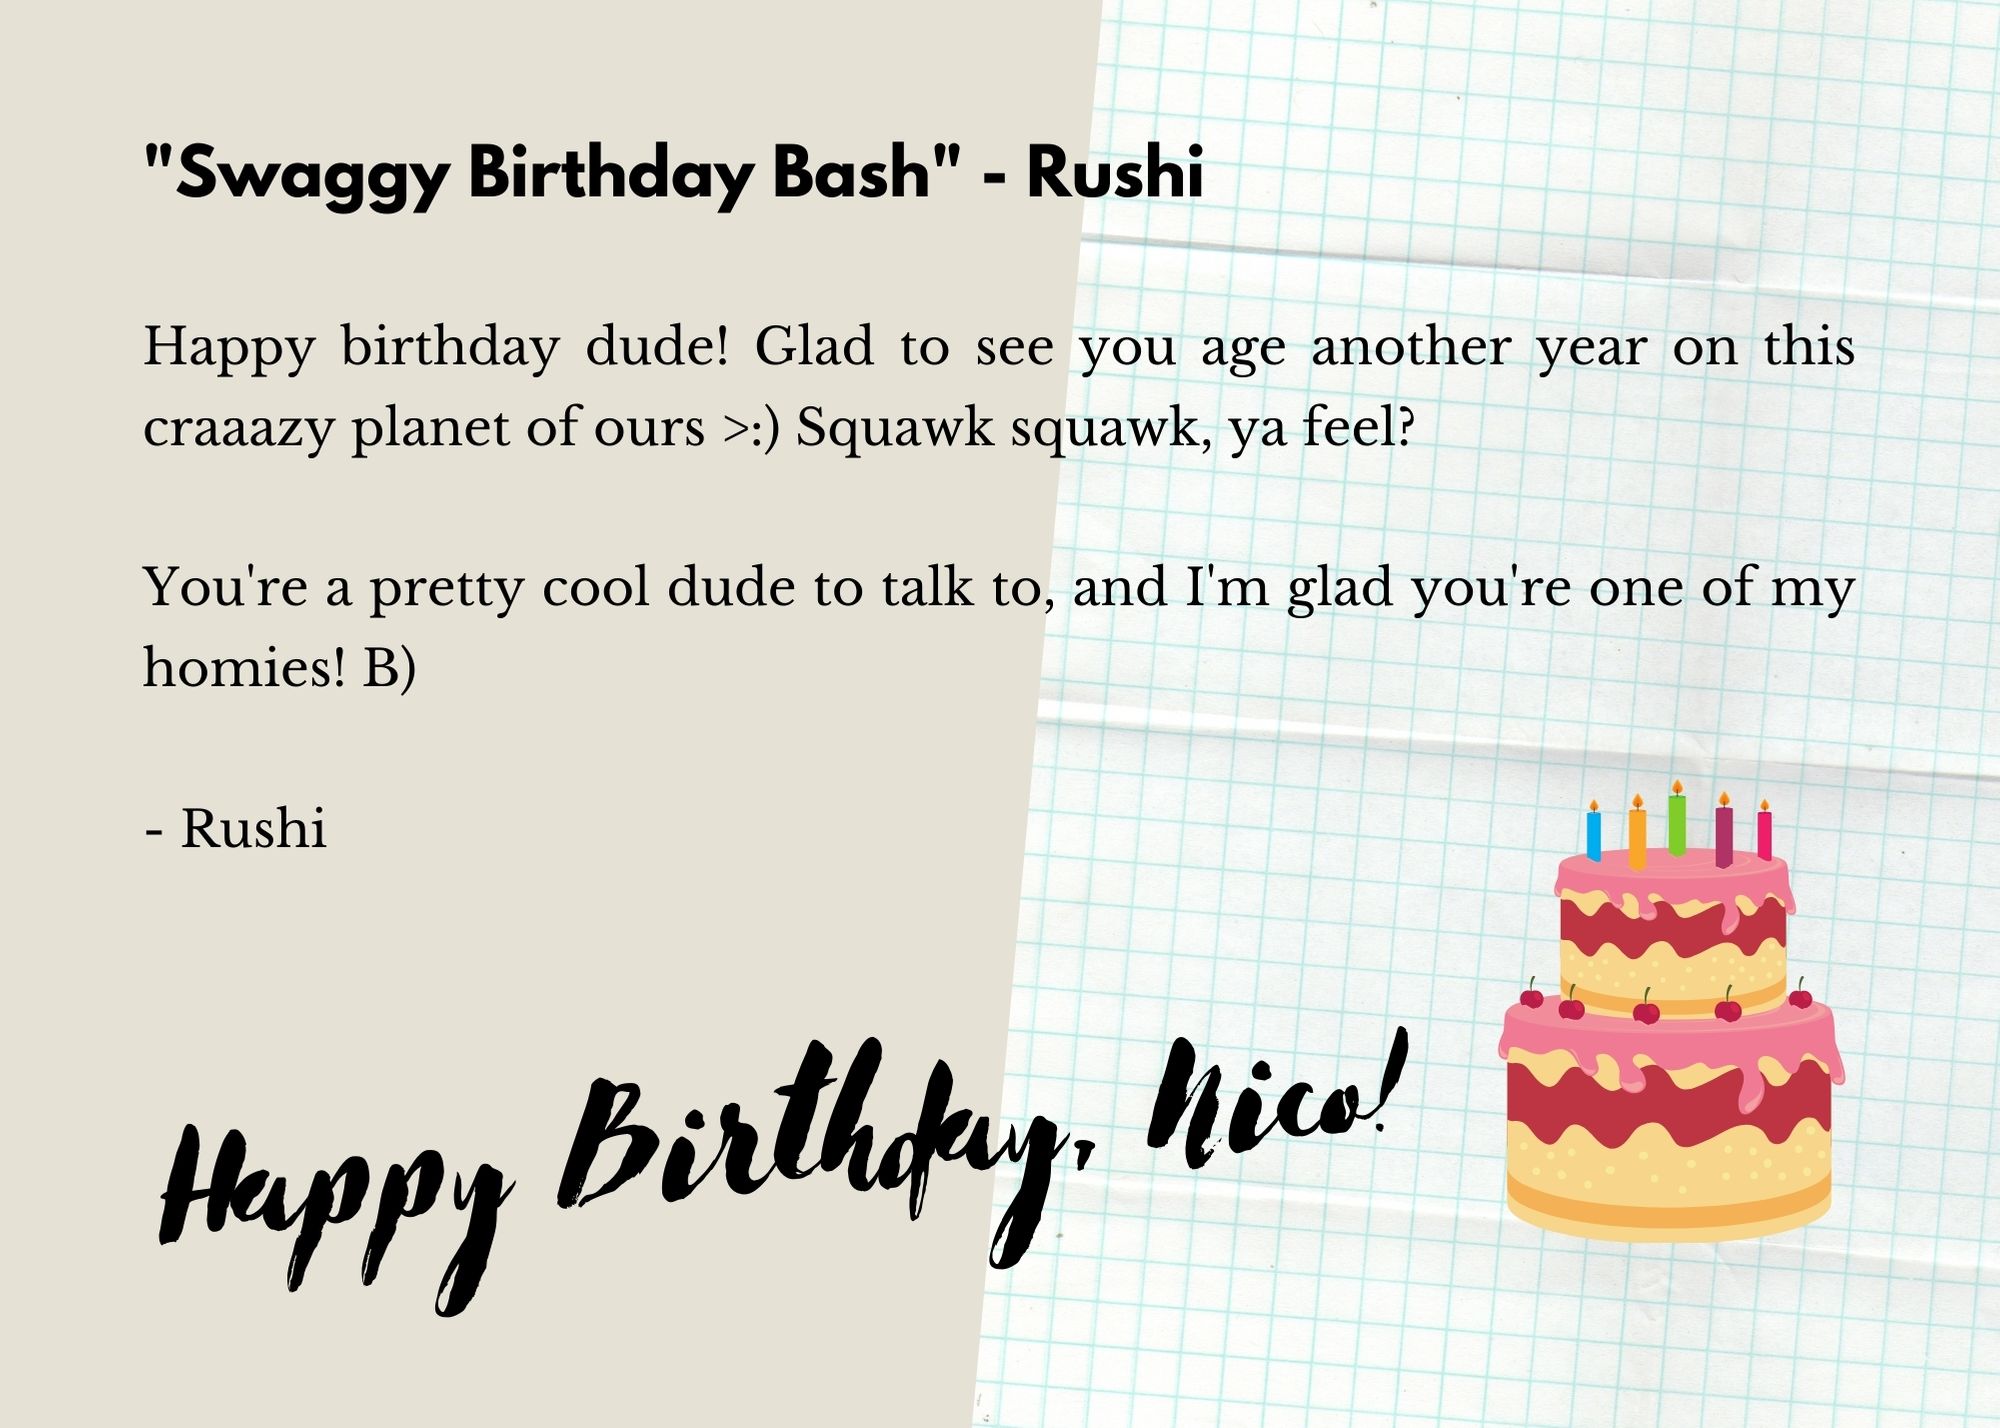 "Swaggy Birthday Bash" - Rushi
Happy birthday dude! Glad to see you age another year on this
craaazy planet of ours >:) Squawk squawk, ya feel?
You're a pretty cool dude to talk to, and I'm glad you're one of my
homies! B)
- Rushi
Happy Birthday, Nico!